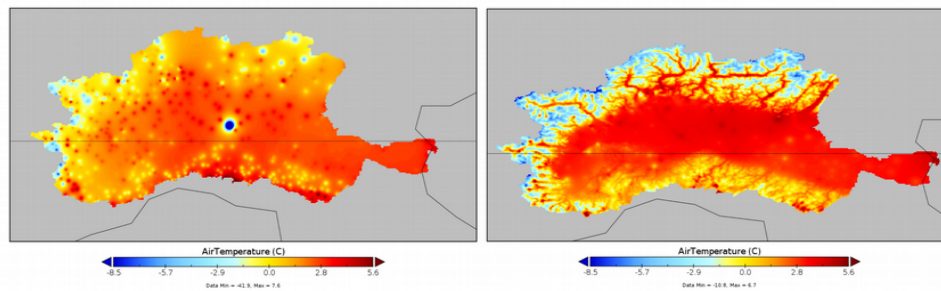 AirTemperature (C)
-8.5 -5.7 -2.9 0.0 2.8 5.6
Data Min = -41.9, Max = 7.6
AirTemperature (C)
-8.5 -5.7 -2.9 0.0 2.8 5.6
Data Min = -10.8, Max = 6.7